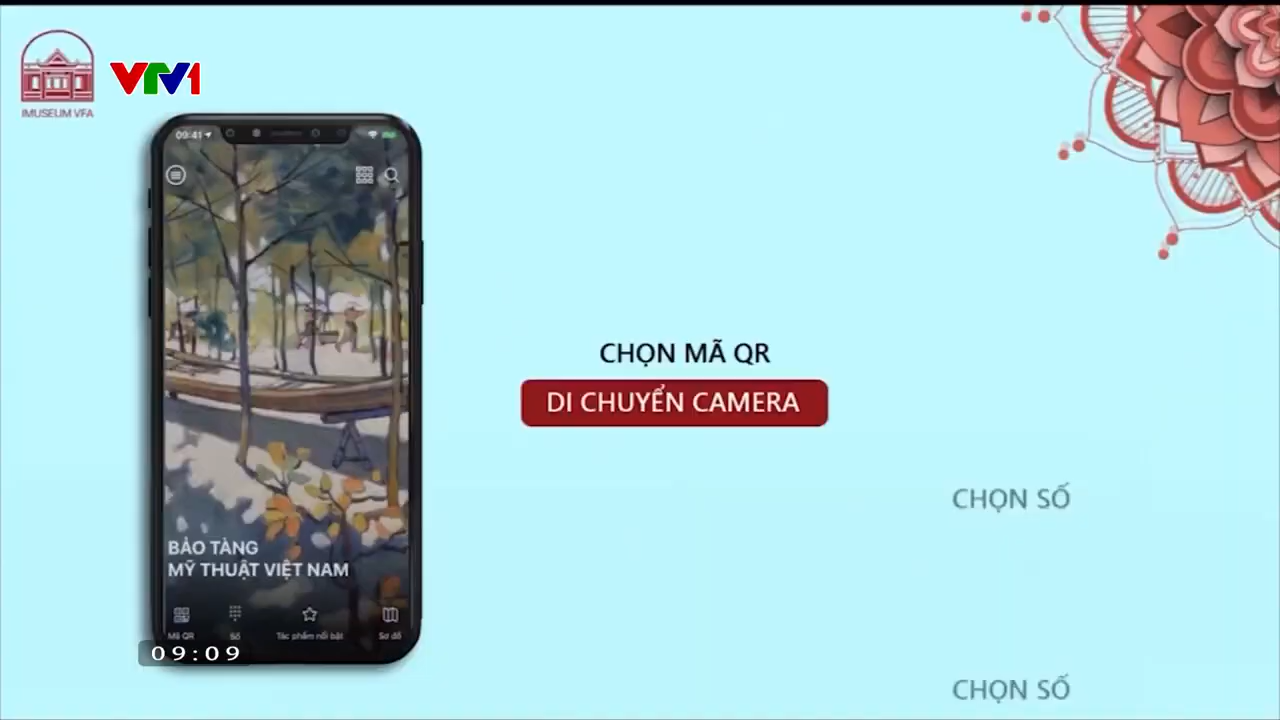 IMUSEUM VFA
VTV1
09:41
CHỌN MÃ QR
DI CHUYỂN CAMERA
CHỌN SỐ
BẢO TÀNG
MỸ THUẬT VIỆT NAM
Mã QR Số Tác phẩm nổi bật Sơ đồ
09:09
CHỌN SỐ